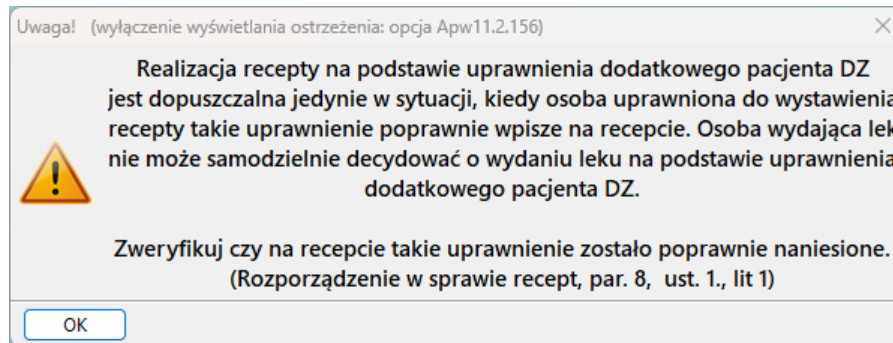 Uwaga! (wyłączenie wyświetlania ostrzeżenia: opcja Apw11.2.156)
Realizacja recepty na podstawie uprawnienia dodatkowego pacjenta DZ
jest dopuszczalna jedynie w sytuacji, kiedy osoba uprawniona do wystawienia
recepty takie uprawnienie poprawnie wpisze na recepcie. Osoba wydająca lek
nie może samodzielnie decydować o wydaniu leku na podstawie uprawnienia
dodatkowego pacjenta DZ.
Zweryfikuj czy na recepcie takie uprawnienie zostało poprawnie naniesione.
(Rozporządzenie w sprawie recept, par. 8, ust. 1., lit 1)
OK